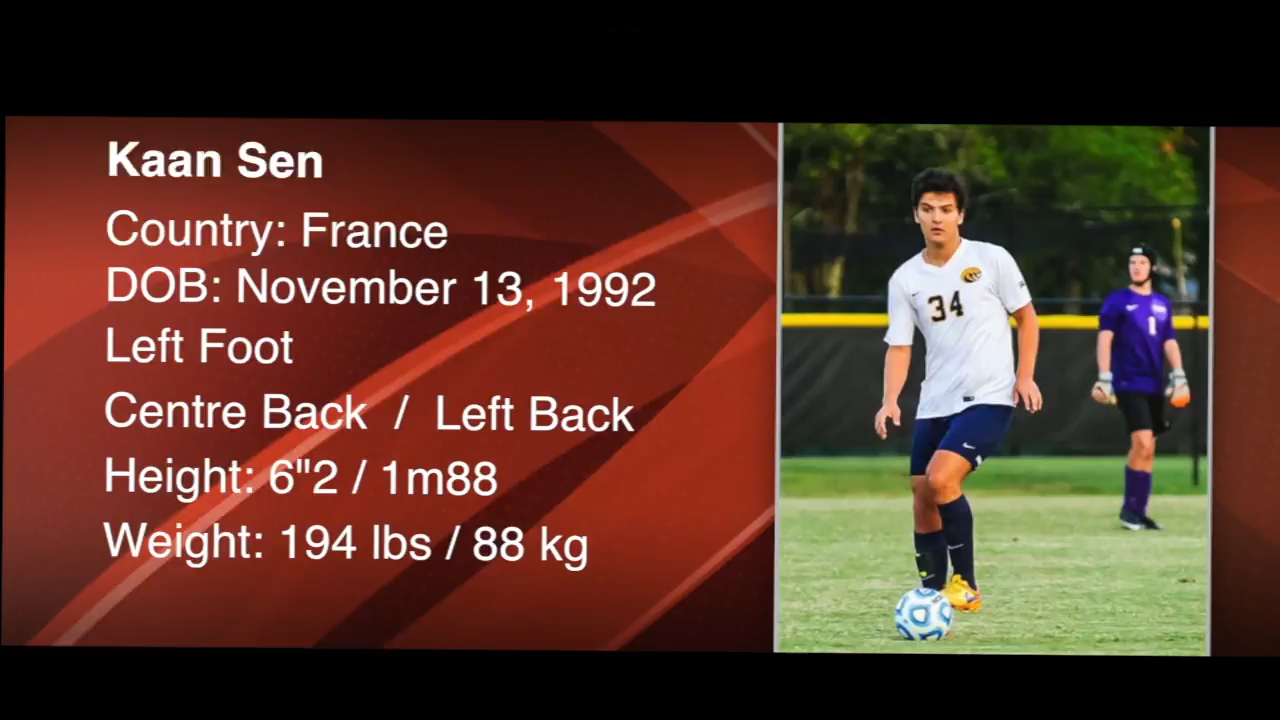 Kaan Sen
Country: France
DOB: November 13, 1992
Left Foot
Centre Back / Left Back
Height: 6"2 / 1m88
Weight: 194 lbs / 88 kg
34
1